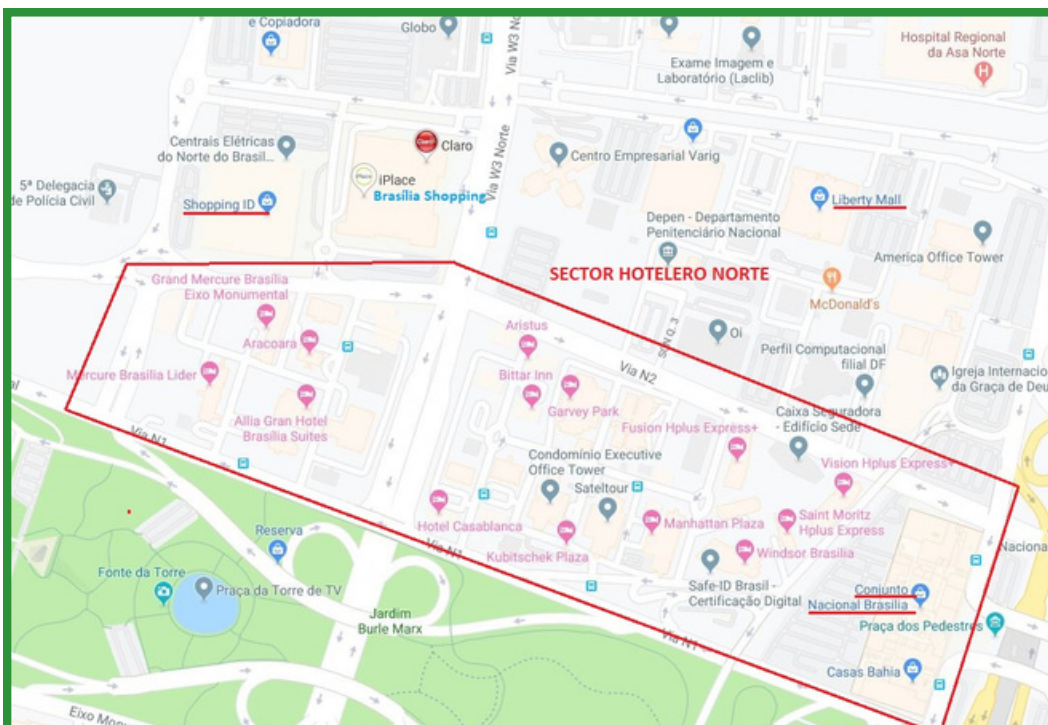 e Copiadora
Globo
Via W3 Norte
Hospital Regional
da Asa Norte
Exame Imagem e
Laboratório (Laclib)
Centrais Elétricas
do Norte do Brasil...
Claro
Via W3 Norte
Centro Empresarial Varig
5ª Delegacia
de Polícia Civil
iPlace
Brasília Shopping
Shopping ID
Liberty Mall
Depen - Departamento
Penitenciário Nacional
America Office Tower
SECTOR HOTELERO NORTE
Grand Mercure Brasília
Eixo Monumental
McDonald's
Aracoara
Aristus
Oi
Via N2
Perfil Computacional
filial DF
Igreja Internacio
da Graça de Deu
Mercure Brasilia Lider
Bittar Inn
Garvey Park
Allia Gran Hotel
Brasília Suites
Caixa Seguradora
- Edifício Sede
Fusion Hplus Express+
Via N1
Condomínio Executive
Office Tower
Vision Hplus Express+
Sateltour
Saint Moritz
Hplus Express
Hotel Casablanca
Manhattan Plaza
Reserva
Via N1
Kubitschek Plaza
Windsor Brasilia
Naciona
Fonte da Torre
Praça da Torre de TV
Safe-ID Brasil -
Certificação Digital
Conjunto
Nacional Brasília
Jardim
Burle Marx
Praça dos Pedestres
Via N1
Casas Bahia
Eixo Mon